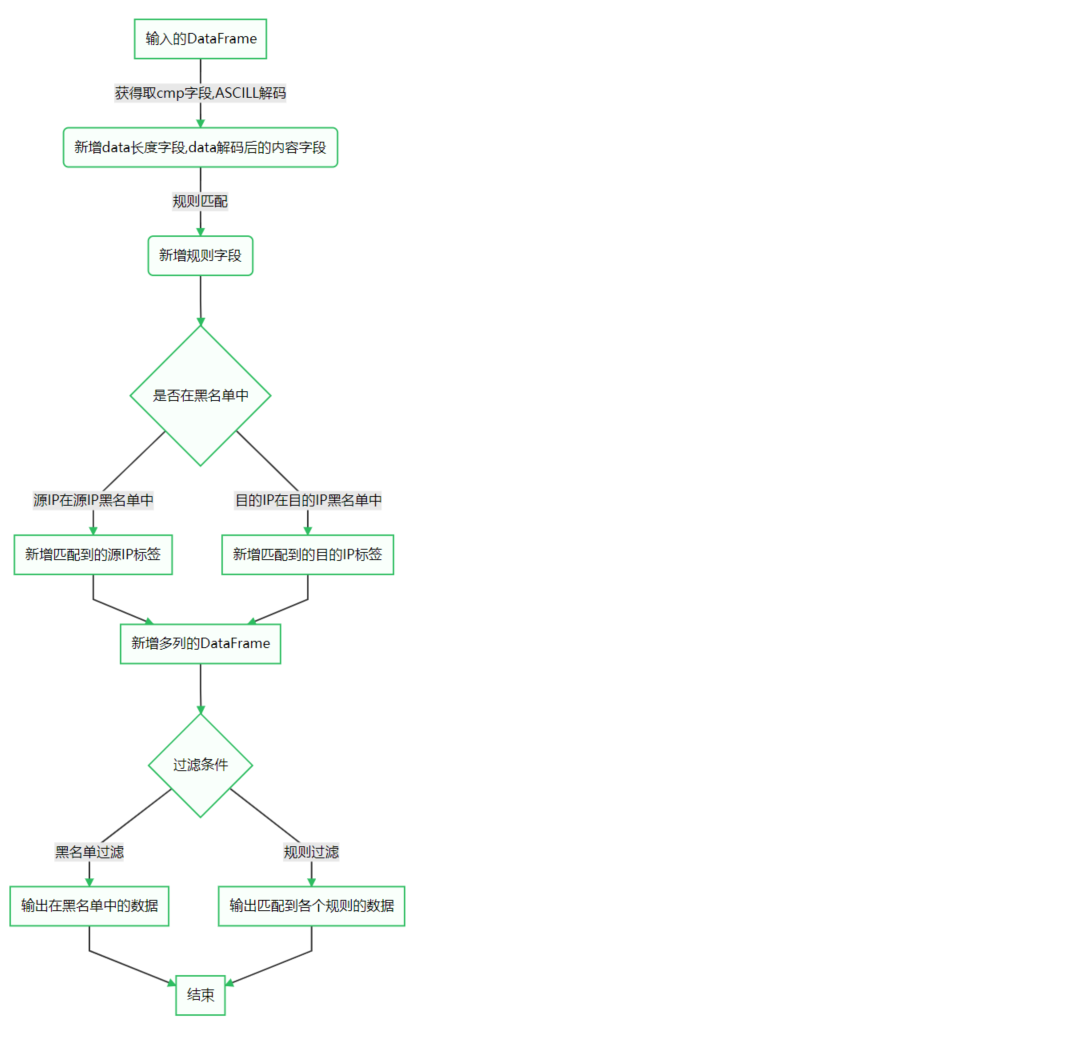 输入的DataFrame
获得取cmp字段,ASCILL解码
新增data长度字段,data解码后的内容字段
规则匹配
新增规则字段
是否在黑名单中
源IP在源IP黑名单中
目的IP在目的IP黑名单中
新增匹配到的源IP标签
新增匹配到的目的IP标签
新增多列的DataFrame
过滤条件
黑名单过滤
规则过滤
输出在黑名单中的数据
输出匹配到各个规则的数据
结束